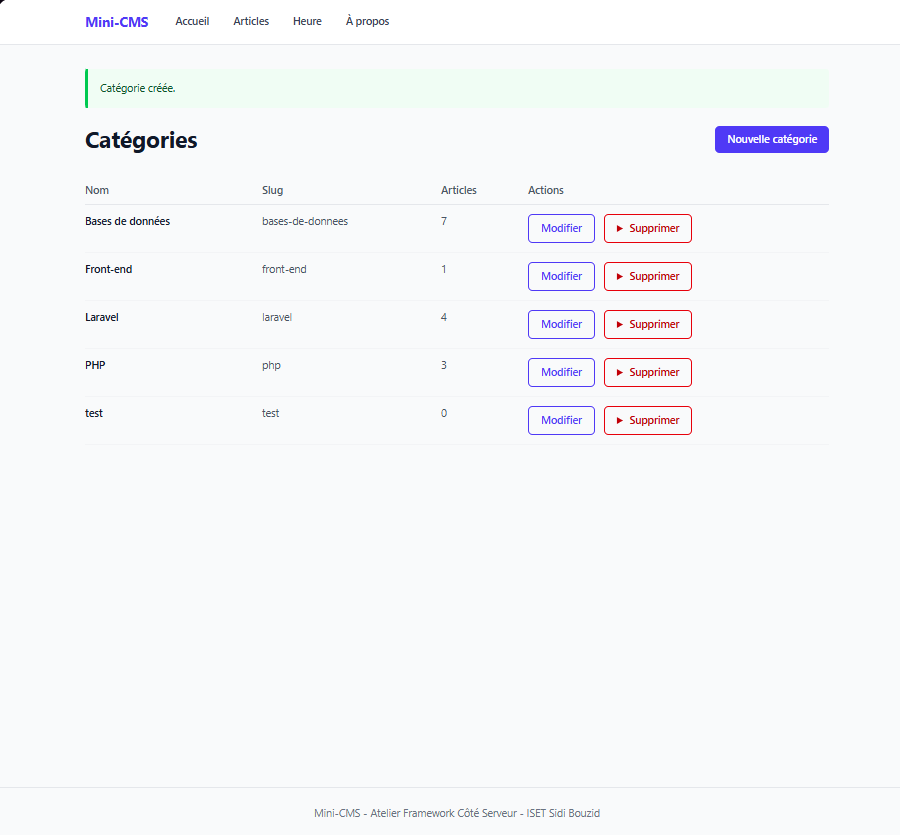 Mini-CMS Accueil Articles Heure À propos
Catégorie créée.
Catégories Nouvelle catégorie
Nom Slug Articles Actions
Bases de données bases-de-donnees 7 Modifier ► Supprimer
Front-end front-end 1 Modifier ► Supprimer
Laravel laravel 4 Modifier ► Supprimer
PHP php 3 Modifier ► Supprimer
test test 0 Modifier ► Supprimer
Mini-CMS - Atelier Framework Côté Serveur - ISET Sidi Bouzid